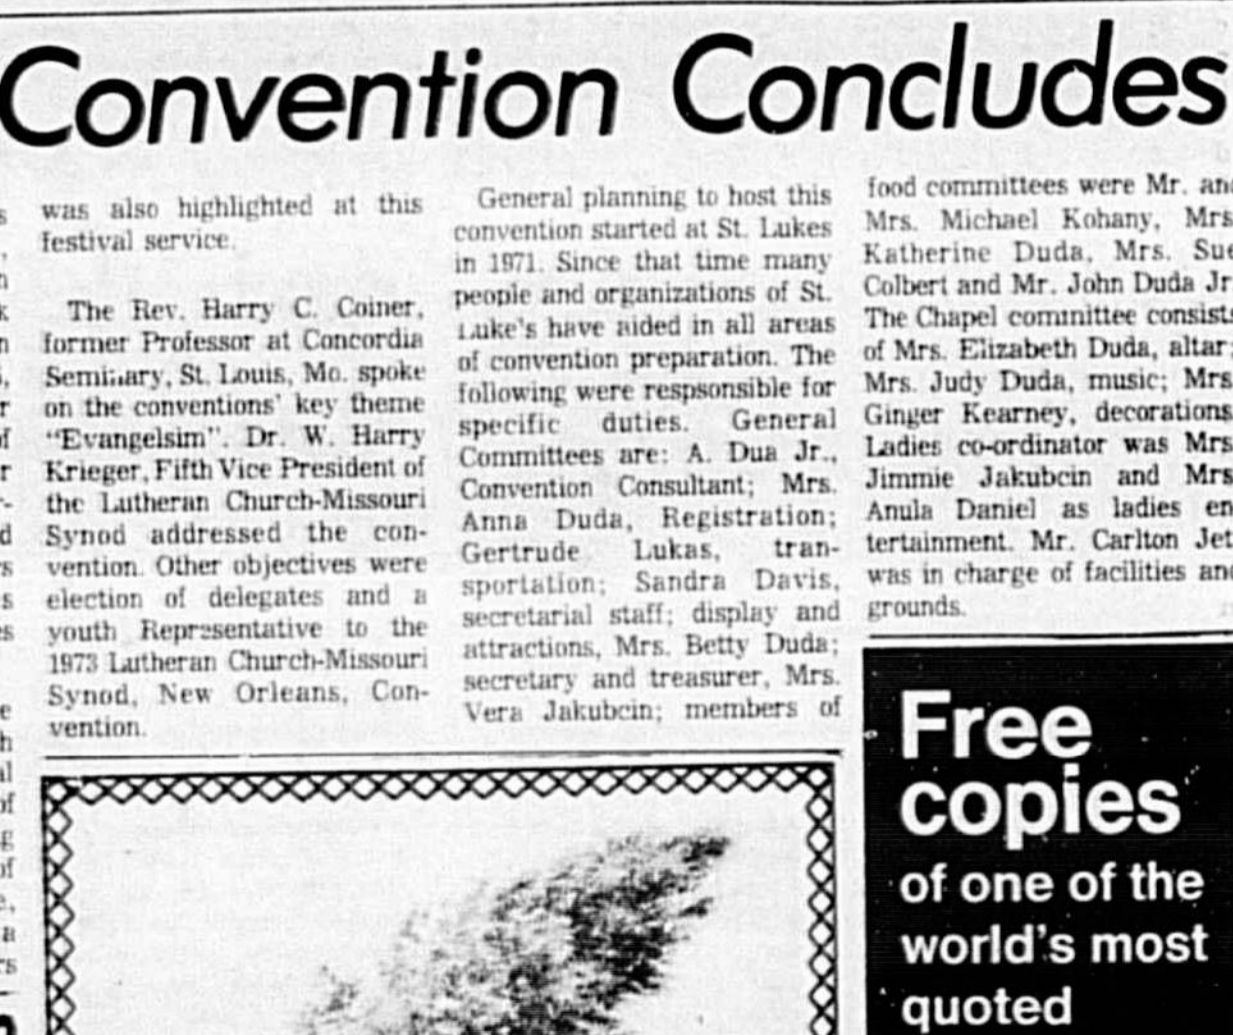 Convention Concludes
was also highlighted at this
festival service.
The Rev. Harry C. Coiner,
former Professor at Concordia
Seminary, St. Louis, Mo. spoke
on the conventions' key theme
"Evangelsim". Dr. W. Harry
Krieger, Fifth Vice President of
the Lutheran Church-Missouri
Synod addressed the con-
vention. Other objectives were
election of delegates and a
youth Representative to the
1973 Lutheran Church-Missouri
Synod, New Orleans, Con-
vention.
General planning to host this
convention started at St. Lukes
in 1971. Since that time many
people and organizations of St.
Luke's have aided in all areas
of convention preparation. The
following were respsonsible for
specific duties. General
Committees are: A. Dua Jr.,
Convention Consultant; Mrs.
Anna Duda, Registration;
Gertrude Lukas, tran-
sportation; Sandra Davis,
secretarial staff; display and
attractions, Mrs. Betty Duda;
secretary and treasurer, Mrs.
Vera Jakubcin; members of
food committees were Mr. and
Mrs. Michael Kohany, Mrs
Katherine Duda, Mrs. Sue
Colbert and Mr. John Duda Jr
The Chapel committee consists
of Mrs. Elizabeth Duda, altar;
Mrs. Judy Duda, music; Mrs
Ginger Kearney, decorations
Ladies co-ordinator was Mrs
Jimmie Jakubcin and Mrs
Anula Daniel as ladies en
tertainment. Mr. Carlton Jet
was in charge of facilities and
grounds.
Free
copies
of one of the
world's most
quoted